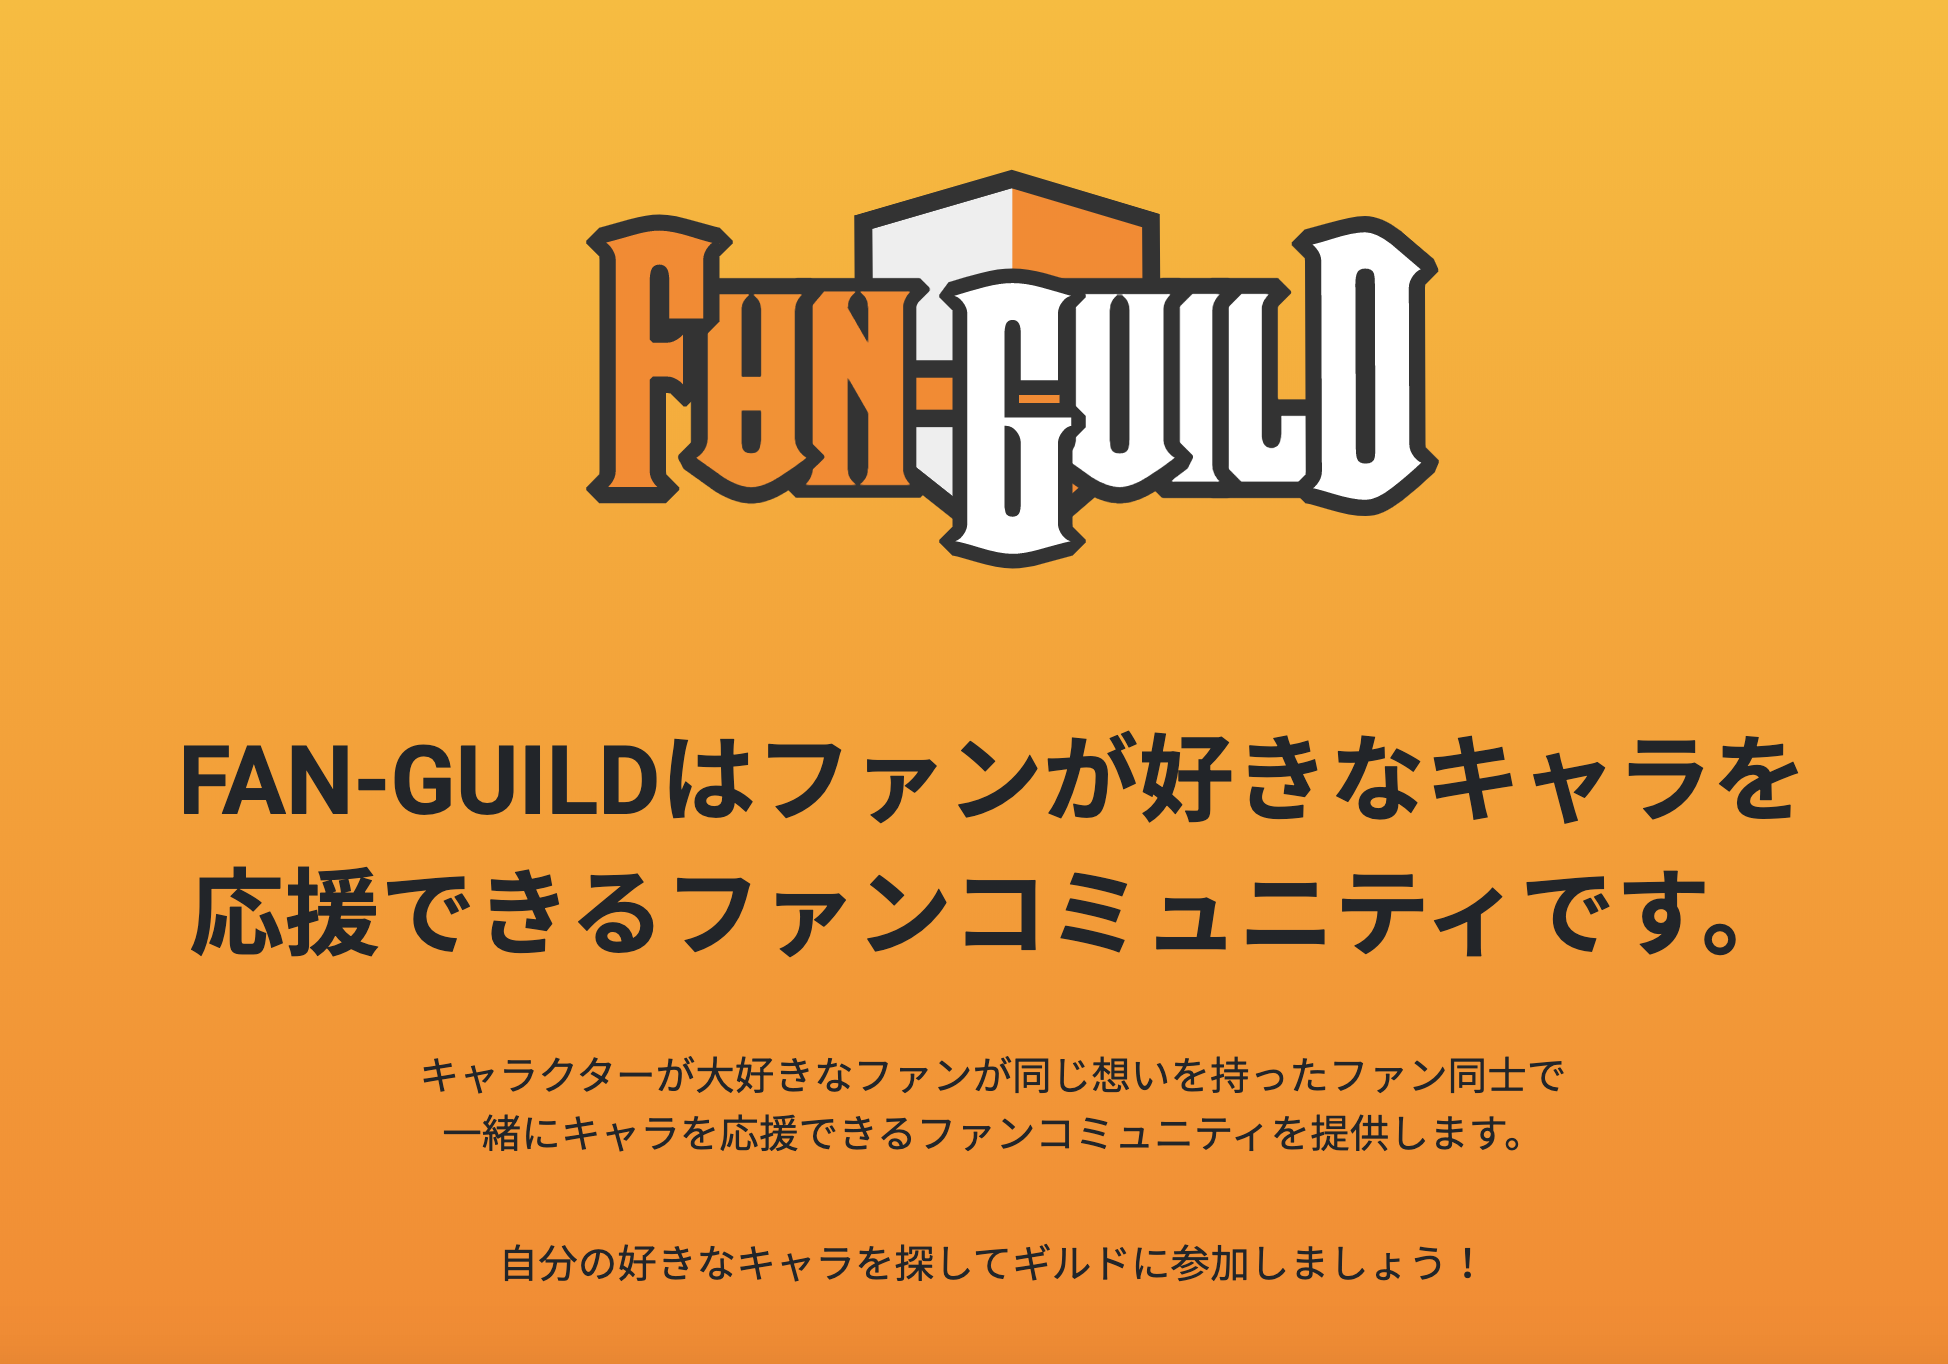 FAN-GUILD
FAN-GUILDはファンが好きなキャラを
応援できるファンコミュニティです。
キャラクターが大好きなファンが同じ想いを持ったファン同士で
一緒にキャラを応援できるファンコミュニティを提供します。
自分の好きなキャラを探してギルドに参加しましょう！